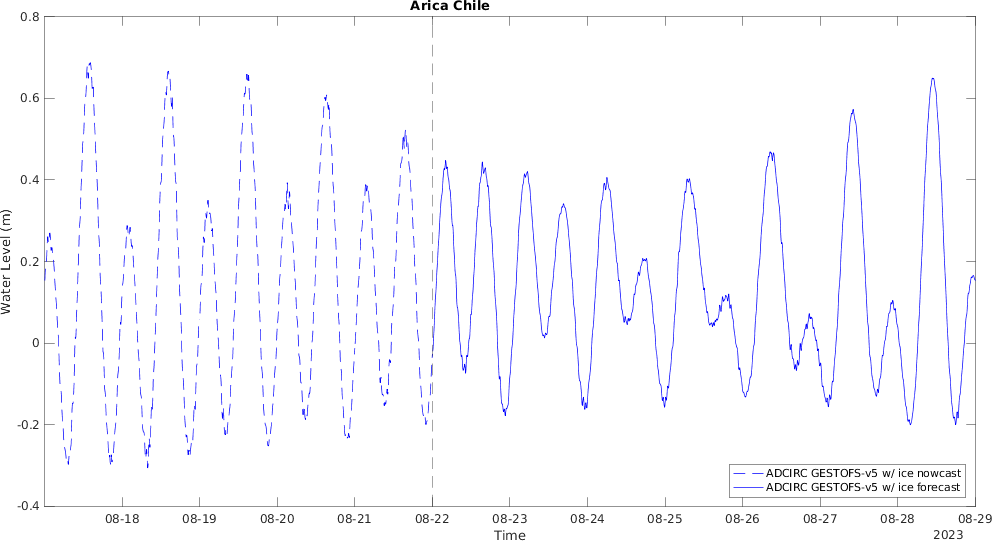 Arica Chile
0.8
0.6
0.4
0.2
0
-0.2
-0.4
Water Level (m)
ADCIRC GESTOFS-v5 w/ ice nowcast
ADCIRC GESTOFS-v5 w/ ice forecast
08-18 08-19 08-20 08-21 08-22 08-23 08-24 08-25 08-26 08-27 08-28 08-29
Time
2023